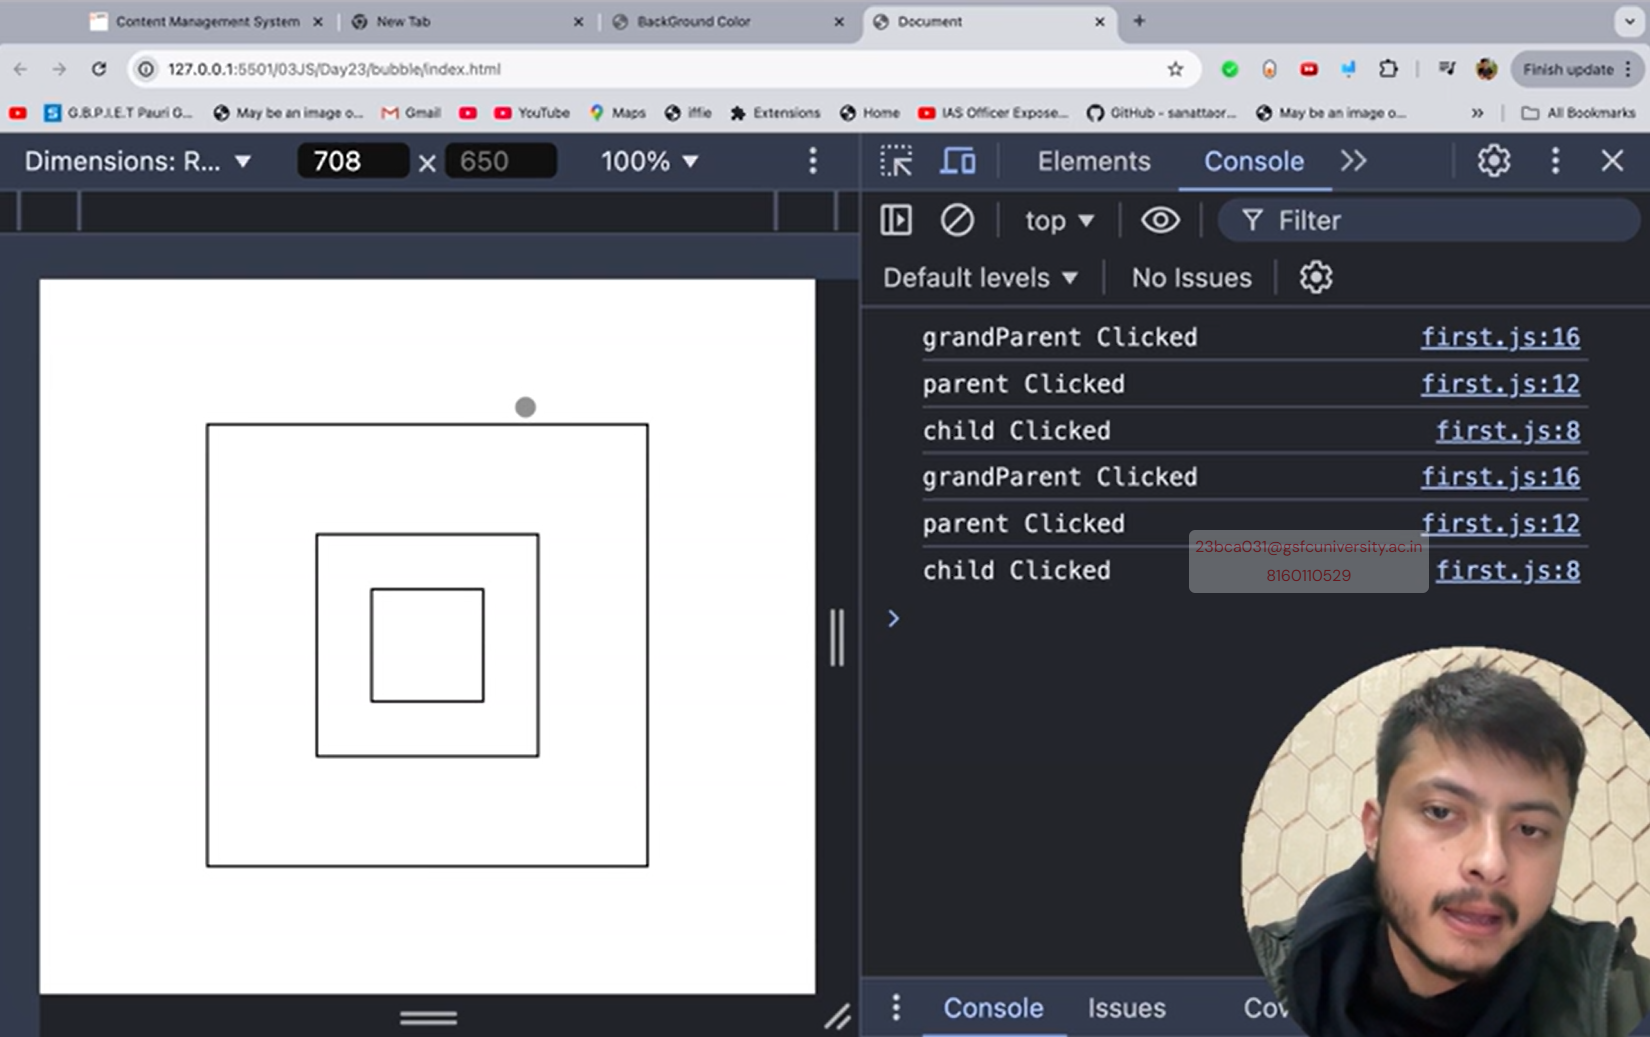 Content Management System
New Tab
BackGround Color
Document
127.0.0.1:5501/03JS/Day23/bubble/index.html
Finish update
G.B.P.I.E.T Pauri G...
May be an image o...
Gmail
YouTube
Maps
iffie
Extensions
Home
IAS Officer Expose...
GitHub - sanattaor...
May be an image o...
»
All Bookmarks
Dimensions: R...
708
×
650
100%
Elements
Console
top
Filter
Default levels
No Issues
grandParent Clicked first.js:16
parent Clicked first.js:12
child Clicked first.js:8
grandParent Clicked first.js:16
parent Clicked first.js:12
child Clicked first.js:8
23bca031@gsfcuniversity.ac.in
8160110529
Console
Issues
Cov